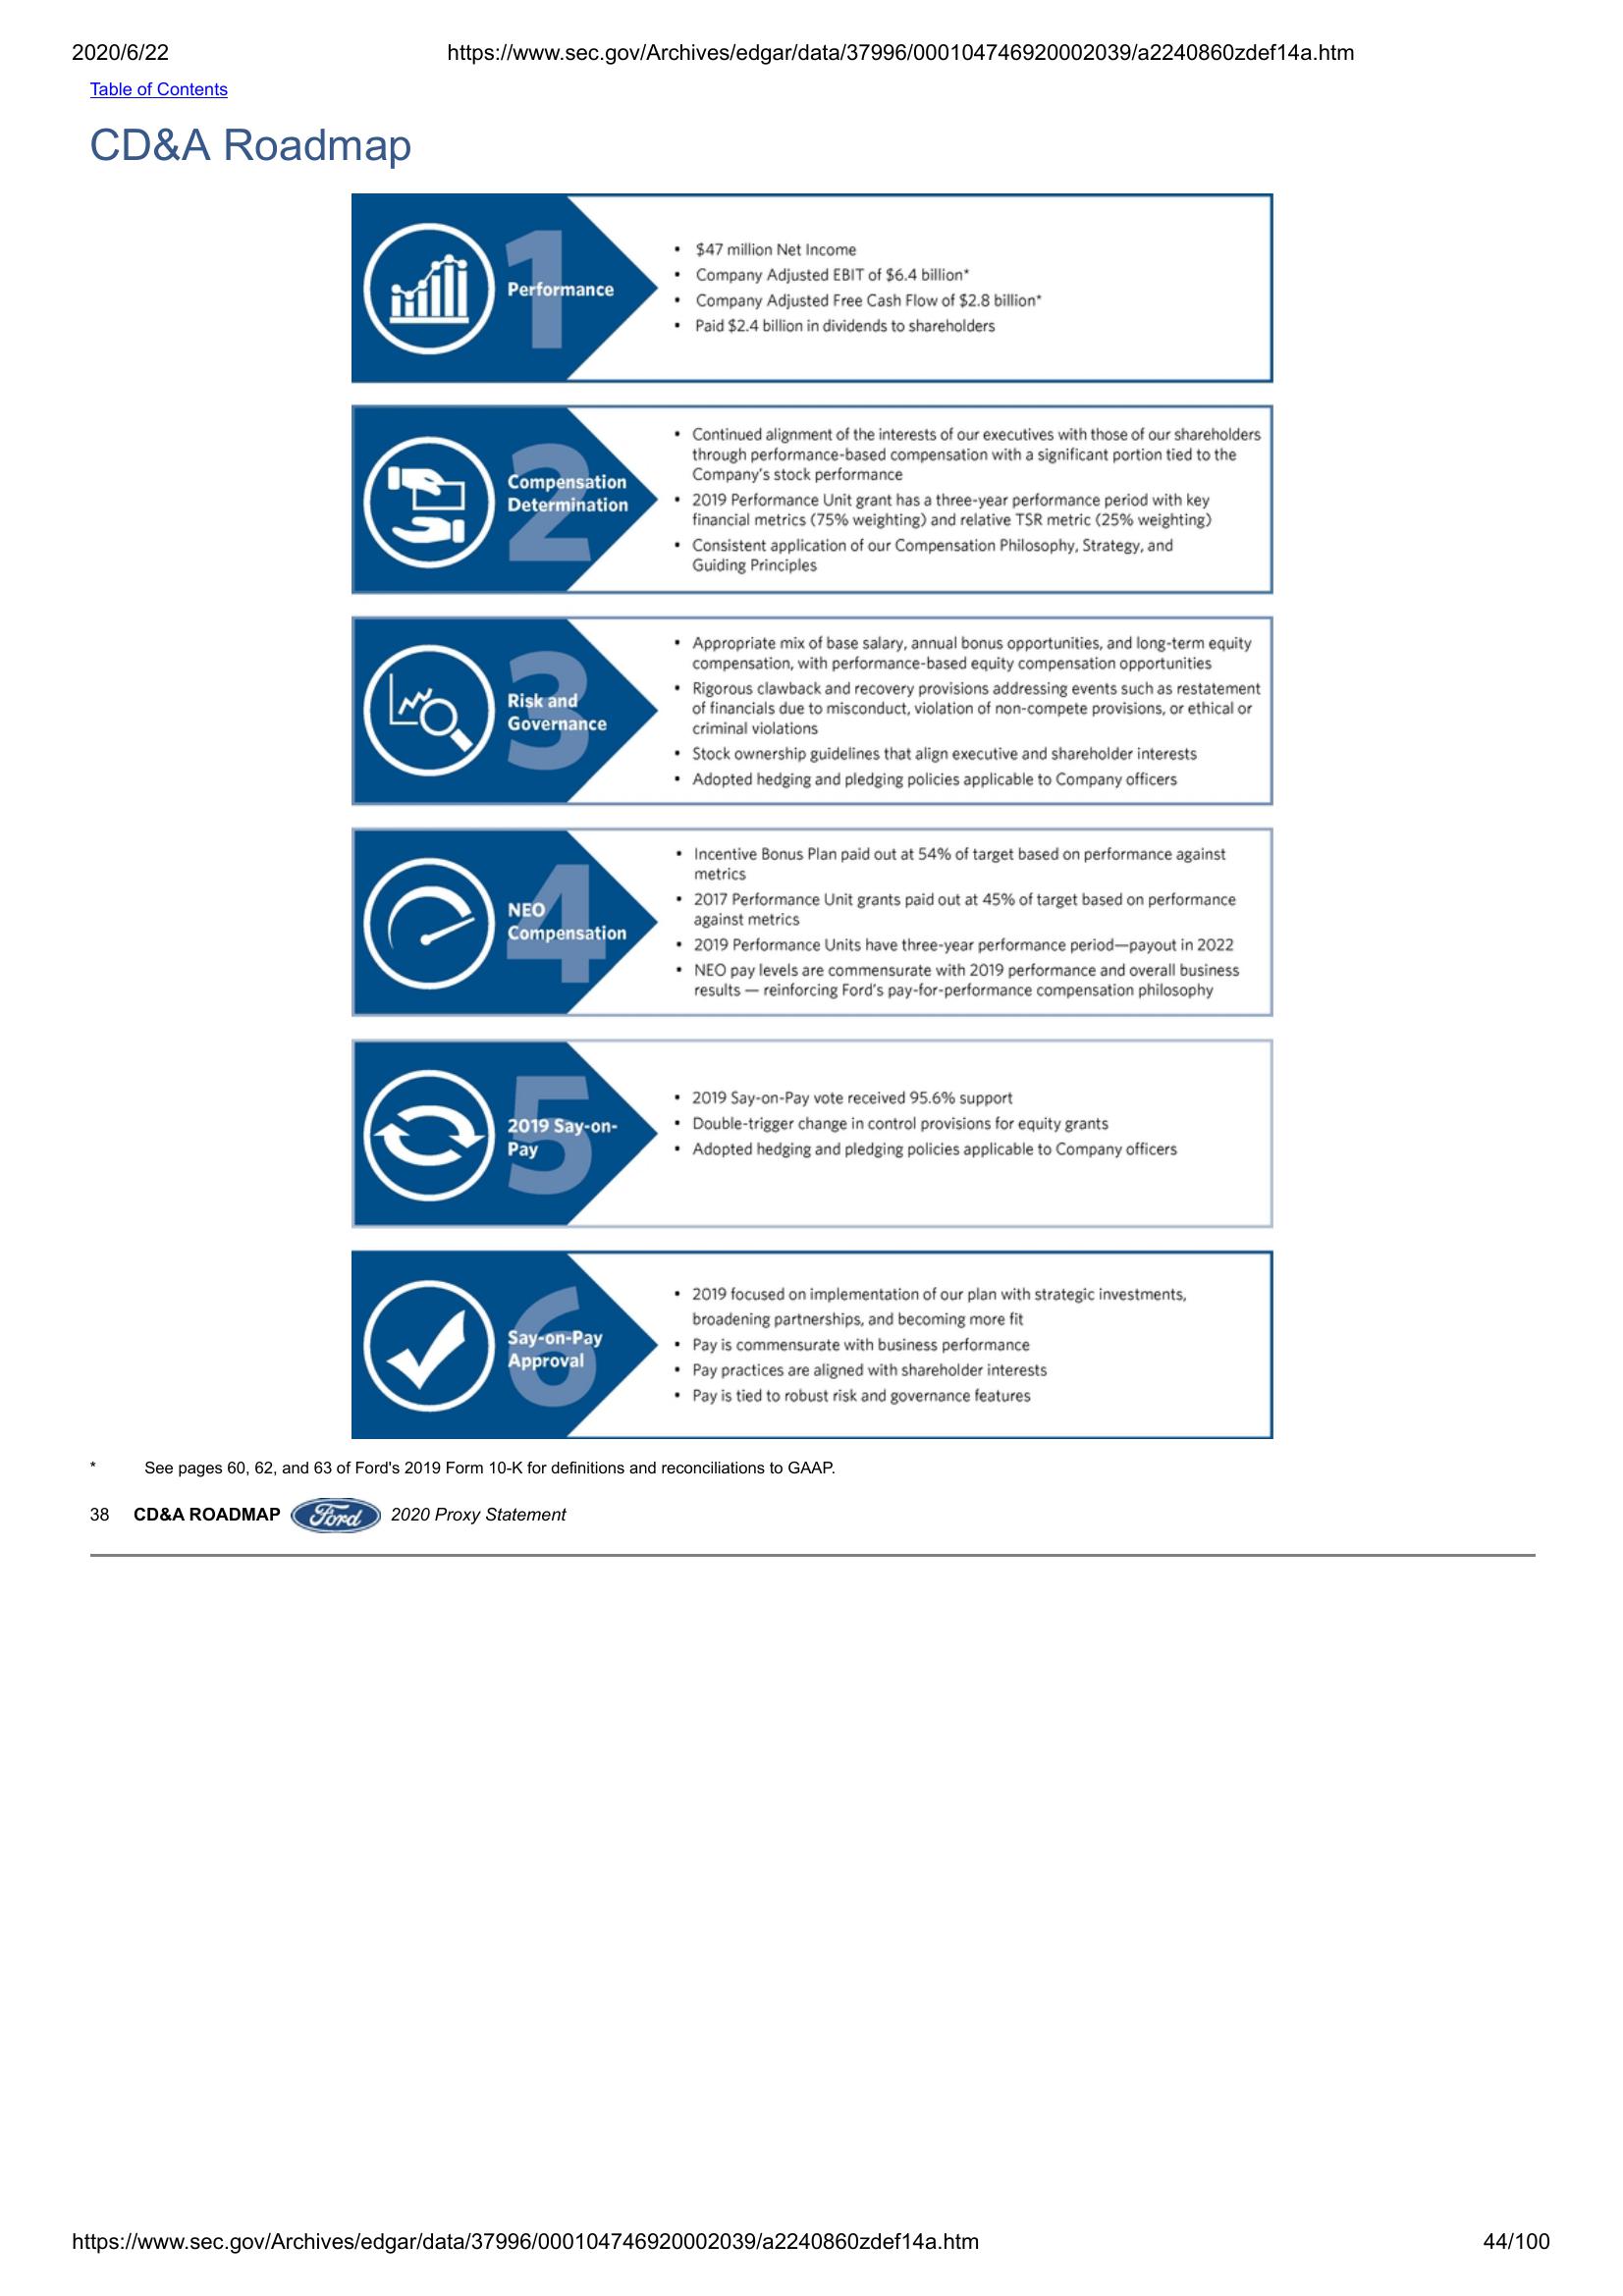 2020/6/22 https://www.sec.gov/Archives/edgar/data/37996/000104746920002039/a2240860zdef14a.htm
Table of Contents
CD&A Roadmap
1
Performance
• $47 million Net Income
• Company Adjusted EBIT of $6.4 billion*
• Company Adjusted Free Cash Flow of $2.8 billion*
• Paid $2.4 billion in dividends to shareholders
2
Compensation
Determination
• Continued alignment of the interests of our executives with those of our shareholders
through performance-based compensation with a significant portion tied to the
Company's stock performance
• 2019 Performance Unit grant has a three-year performance period with key
financial metrics (75% weighting) and relative TSR metric (25% weighting)
• Consistent application of our Compensation Philosophy, Strategy, and
Guiding Principles
3
Risk and
Governance
• Appropriate mix of base salary, annual bonus opportunities, and long-term equity
compensation, with performance-based equity compensation opportunities
• Rigorous clawback and recovery provisions addressing events such as restatement
of financials due to misconduct, violation of non-compete provisions, or ethical or
criminal violations
• Stock ownership guidelines that align executive and shareholder interests
• Adopted hedging and pledging policies applicable to Company officers
4
NEO
Compensation
• Incentive Bonus Plan paid out at 54% of target based on performance against
metrics
• 2017 Performance Unit grants paid out at 45% of target based on performance
against metrics
• 2019 Performance Units have three-year performance period—payout in 2022
• NEO pay levels are commensurate with 2019 performance and overall business
results — reinforcing Ford's pay-for-performance compensation philosophy
5
2019 Say-on-
Pay
• 2019 Say-on-Pay vote received 95.6% support
• Double-trigger change in control provisions for equity grants
• Adopted hedging and pledging policies applicable to Company officers
6
Say-on-Pay
Approval
• 2019 focused on implementation of our plan with strategic investments,
broadening partnerships, and becoming more fit
• Pay is commensurate with business performance
• Pay practices are aligned with shareholder interests
• Pay is tied to robust risk and governance features
* See pages 60, 62, and 63 of Ford's 2019 Form 10-K for definitions and reconciliations to GAAP.
38 CD&A ROADMAP Ford 2020 Proxy Statement
https://www.sec.gov/Archives/edgar/data/37996/000104746920002039/a2240860zdef14a.htm 44/100